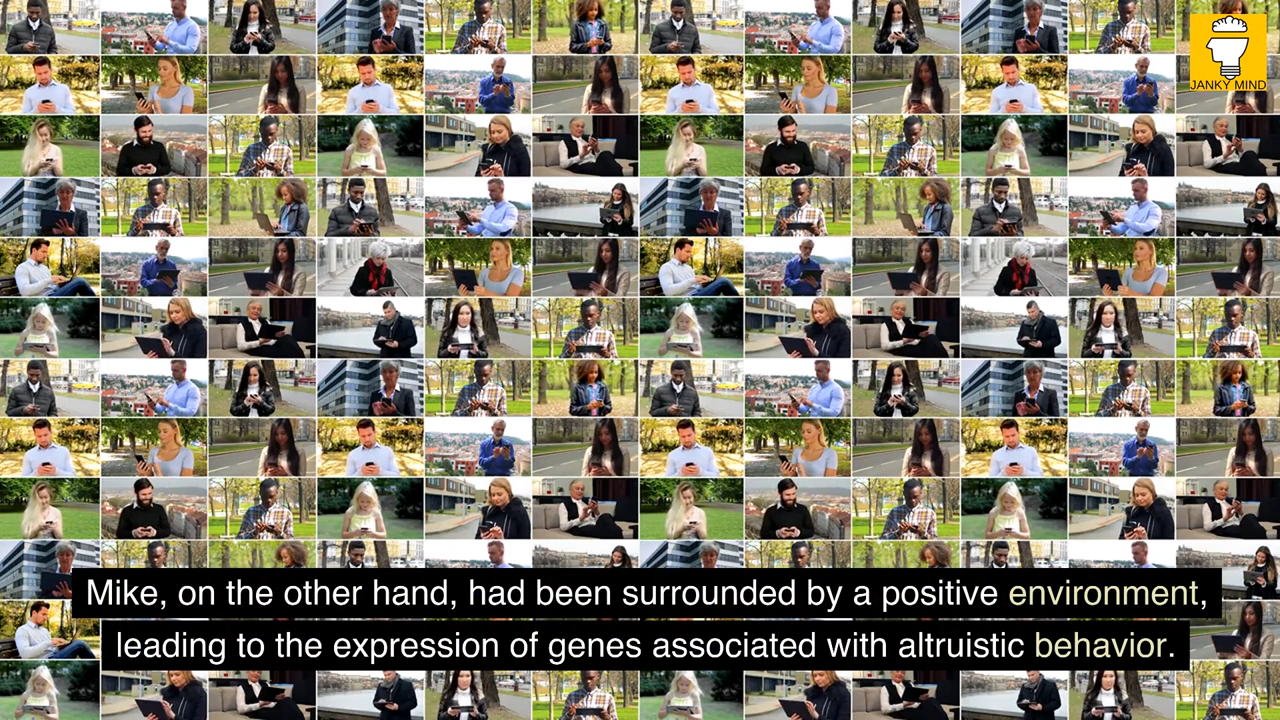 JANKY MIND
Mike, on the other hand, had been surrounded by a positive environment,
leading to the expression of genes associated with altruistic behavior.